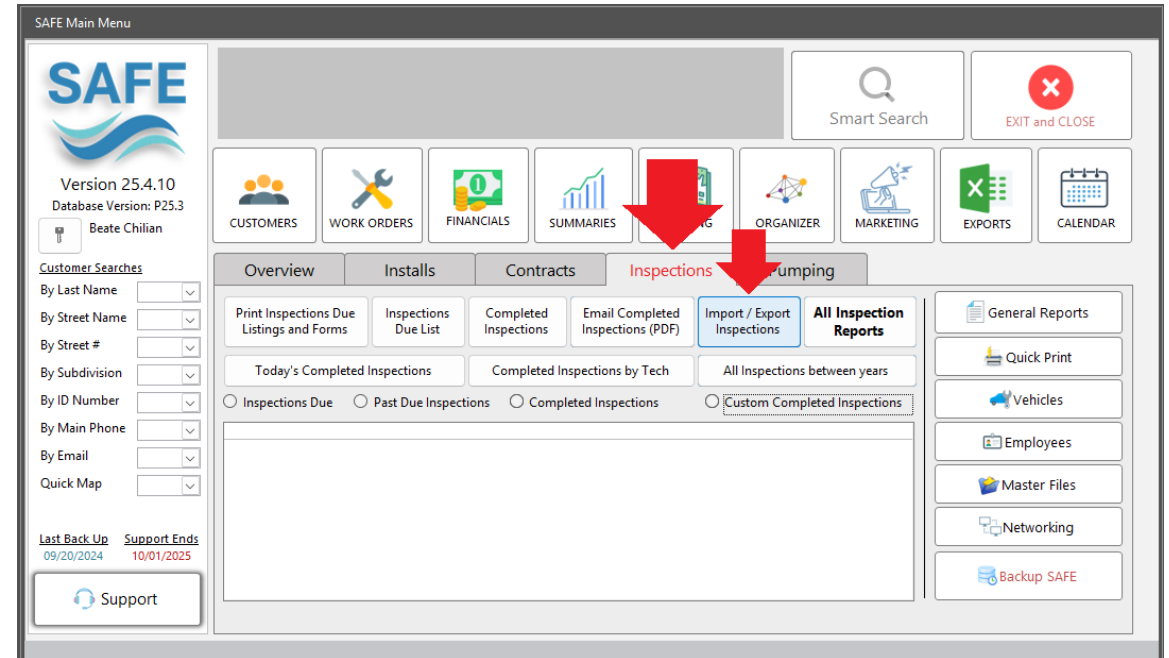 SAFE Main Menu
SAFE
Version 25.4.10
Database Version: P25.3
Beate Chilian
Customer Searches
By Last Name
By Street Name
By Street #
By Subdivision
By ID Number
By Main Phone
By Email
Quick Map
Last Back Up Support Ends
09/20/2024 10/01/2025
Support
Smart Search
EXIT and CLOSE
CUSTOMERS
WORK ORDERS
FINANCIALS
SUMMARIES
ORGANIZER
MARKETING
EXPORTS
CALENDAR
Overview
Installs
Contracts
Inspections
Print Inspections Due
Listings and Forms
Inspections
Due List
Completed
Inspections
Email Completed
Inspections (PDF)
Import / Export
Inspections
All Inspection
Reports
Today's Completed Inspections
Completed Inspections by Tech
All Inspections between years
Inspections Due
Past Due Inspections
Completed Inspections
Custom Completed Inspections
General Reports
Quick Print
Vehicles
Employees
Master Files
Networking
Backup SAFE